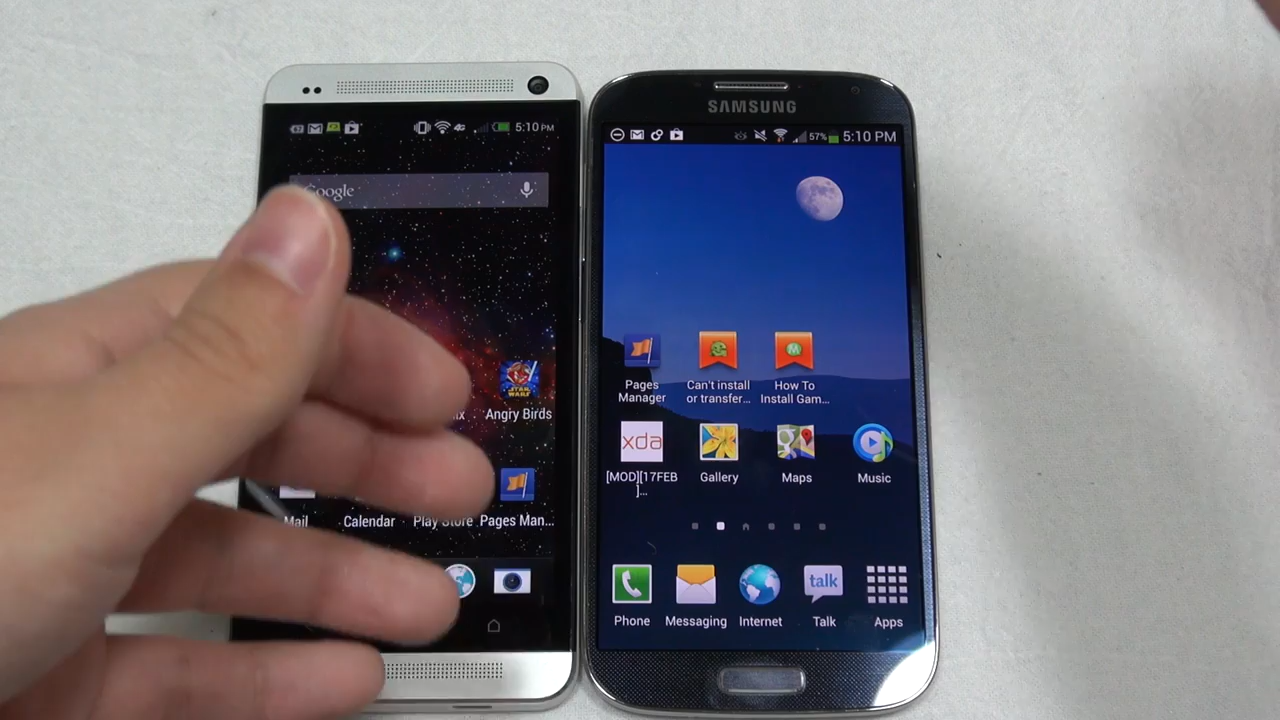 5:10 PM
Google
Angry Birds
Mail
Calendar
Play Store
Pages Man...
SAMSUNG
57%
5:10 PM
Pages
Manager
Can't install
or transfer...
How To
Install Gam...
xda
[MOD][17FEB
]...
Gallery
Maps
Music
talk
Phone
Messaging
Internet
Talk
Apps